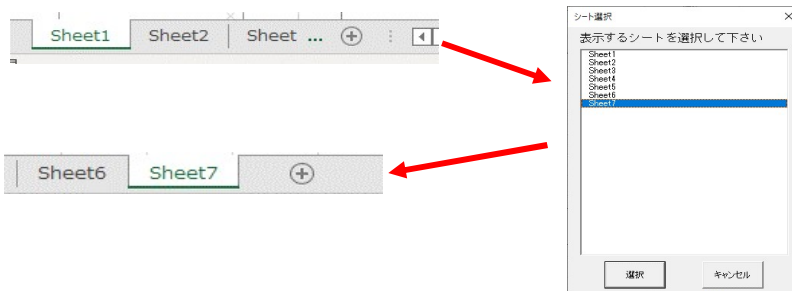 Sheet1 Sheet2 Sheet ...
シート選択
表示するシートを選択して下さい
Sheet1
Sheet2
Sheet3
Sheet4
Sheet5
Sheet6
Sheet7
Sheet6 Sheet7
選択 キャンセル